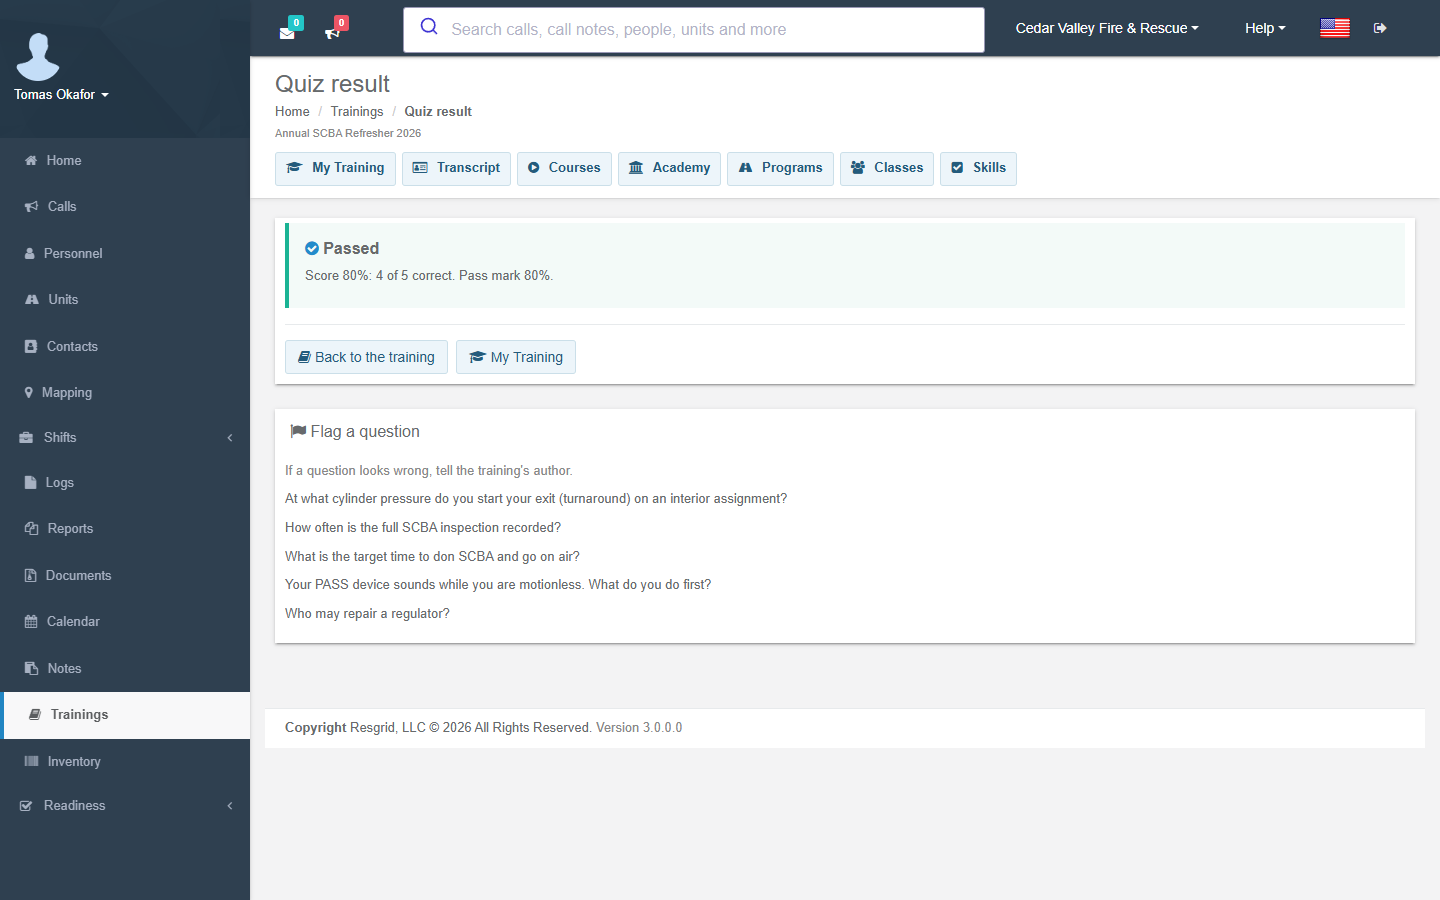 0
0
Search calls, call notes, people, units and more
Cedar Valley Fire & Rescue
Help
Tomas Okafor
Home
Calls
Personnel
Units
Contacts
Mapping
Shifts
Logs
Reports
Documents
Calendar
Notes
Trainings
Inventory
Readiness
Quiz result
Home / Trainings / Quiz result
Annual SCBA Refresher 2026
My Training Transcript Courses Academy Programs Classes Skills
Passed
Score 80%: 4 of 5 correct. Pass mark 80%.
Back to the training My Training
Flag a question
If a question looks wrong, tell the training's author.
At what cylinder pressure do you start your exit (turnaround) on an interior assignment?
How often is the full SCBA inspection recorded?
What is the target time to don SCBA and go on air?
Your PASS device sounds while you are motionless. What do you do first?
Who may repair a regulator?
Copyright Resgrid, LLC © 2026 All Rights Reserved. Version 3.0.0.0